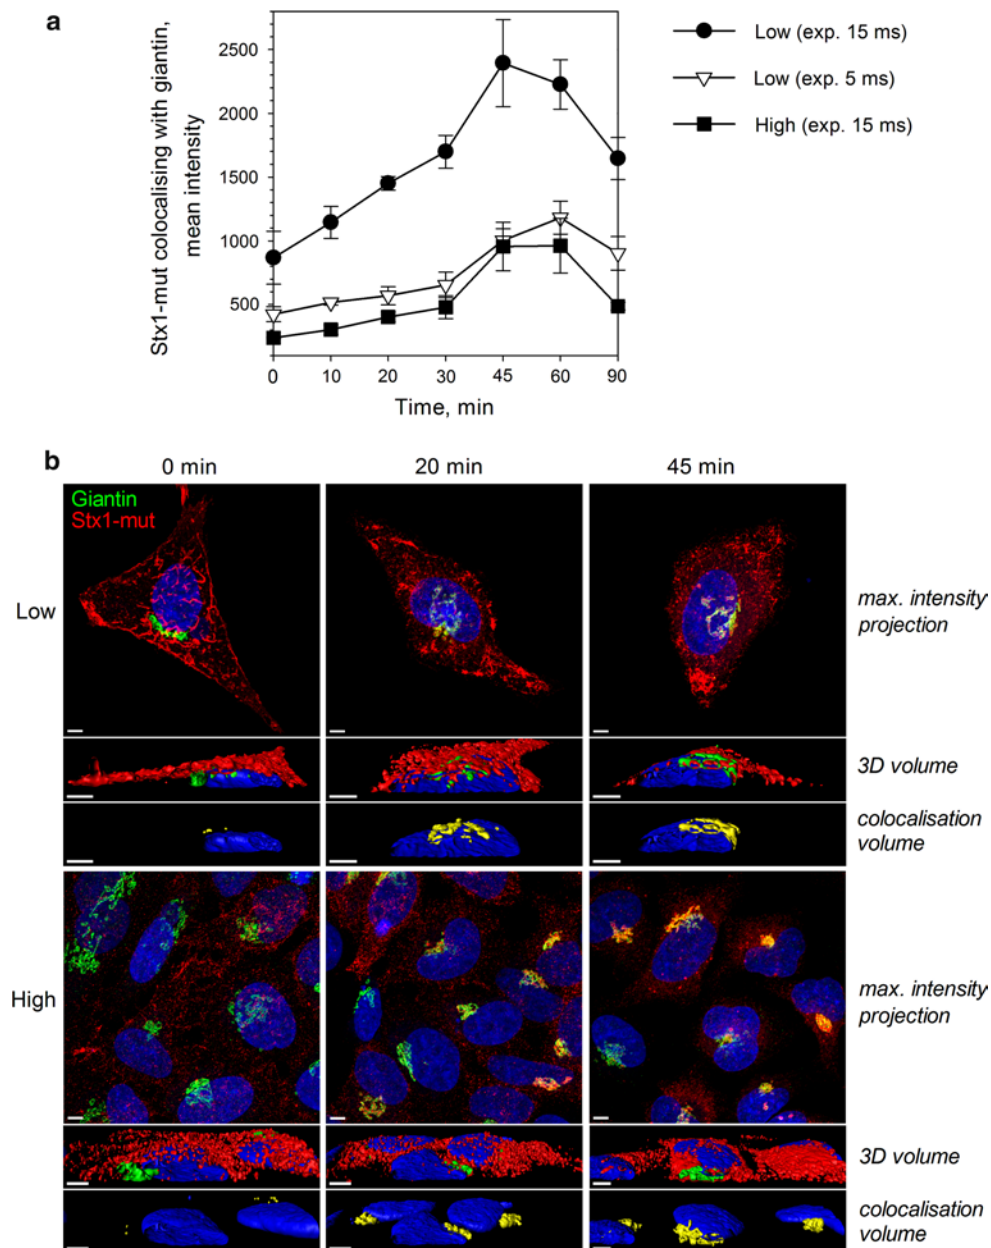 a
Stx1-mut colocalising with giantin,
mean intensity
2500
2000
1500
1000
500
0 10 20 30 45 60 90
Time, min
Low (exp. 15 ms)
Low (exp. 5 ms)
High (exp. 15 ms)
b
0 min 20 min 45 min
Giantin
Stx1-mut
Low
max. intensity
projection
3D volume
colocalisation
volume
High
max. intensity
projection
3D volume
colocalisation
volume